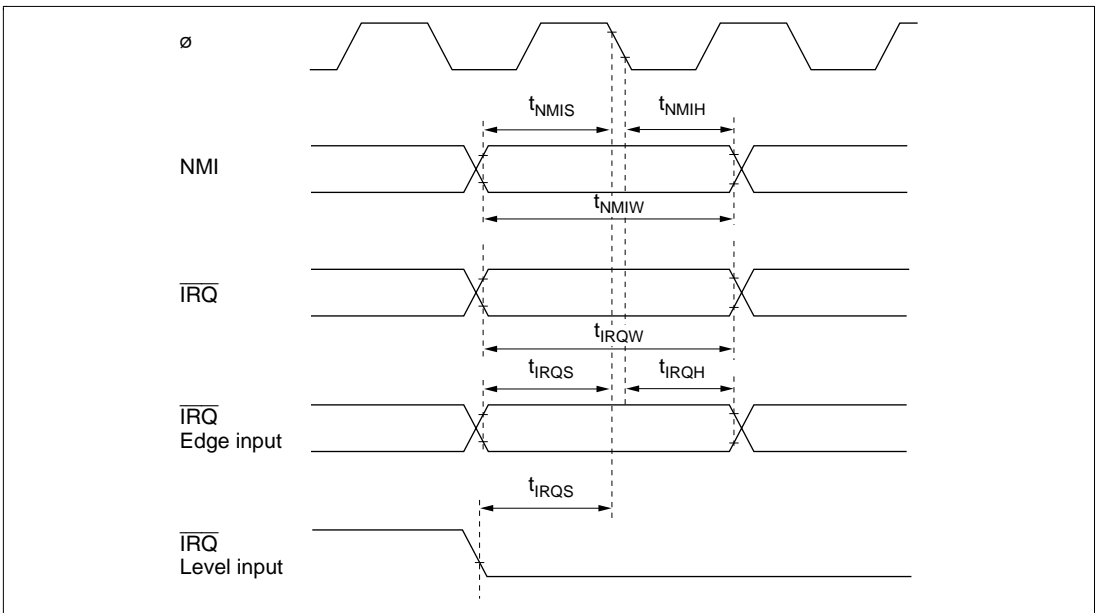 ø
tNMIS tNMIH
NMI
tNMIW
IRQ
tIRQW
tIRQS tIRQH
IRQ
Edge input
tIRQS
IRQ
Level input